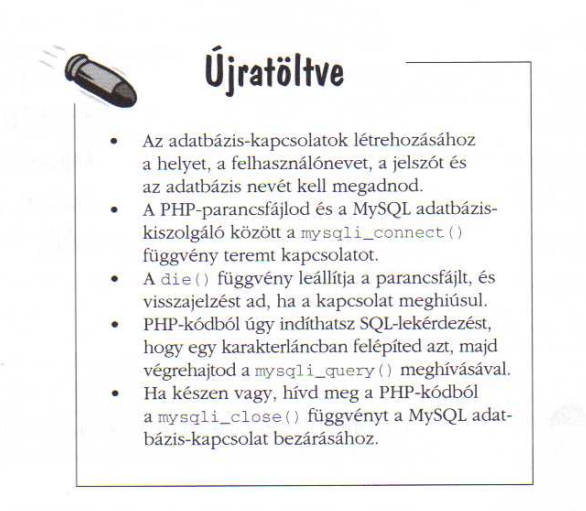 Újratöltve
• Az adatbázis-kapcsolatok létrehozásához
a helyet, a felhasználónevet, a jelszót és
az adatbázis nevét kell megadnod.
• A PHP-parancsfájlod és a MySQL adatbázis-
kiszolgáló között a mysqli_connect()
függvény teremt kapcsolatot.
• A die() függvény leállítja a parancsfájlt, és
visszajelzést ad, ha a kapcsolat meghiúsul.
• PHP-kódból úgy indíthatsz SQL-lekérdezést,
hogy egy karakterláncban felépíted azt, majd
végrehajtod a mysqli_query() meghívásával.
• Ha készen vagy, hívd meg a PHP-kódból
a mysqli_close() függvényt a MySQL adat-
bázis-kapcsolat bezárásához.